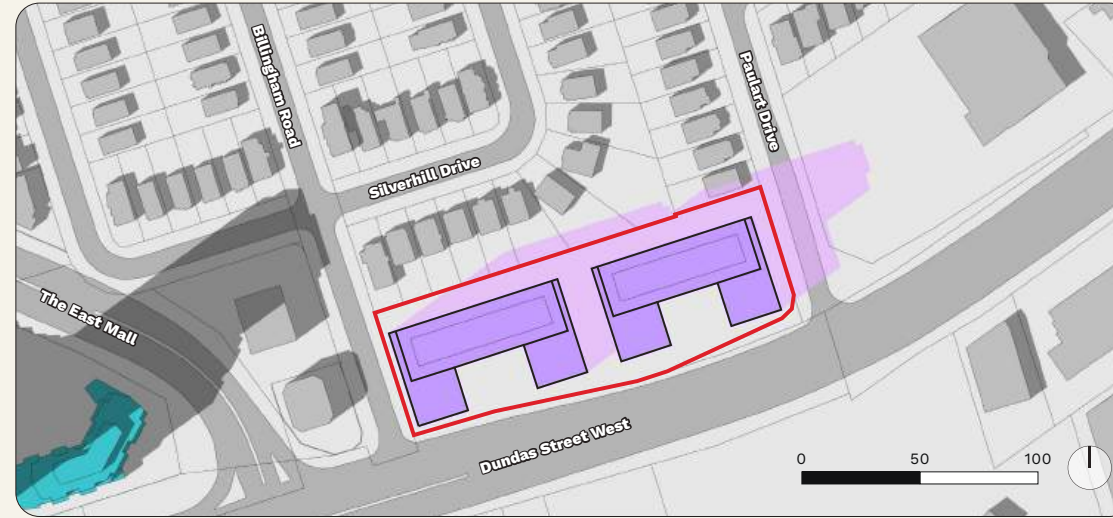 Billingham Road
Paulart Drive
Silverhill Drive
The East Mall
Dundas Street West
0 50 100